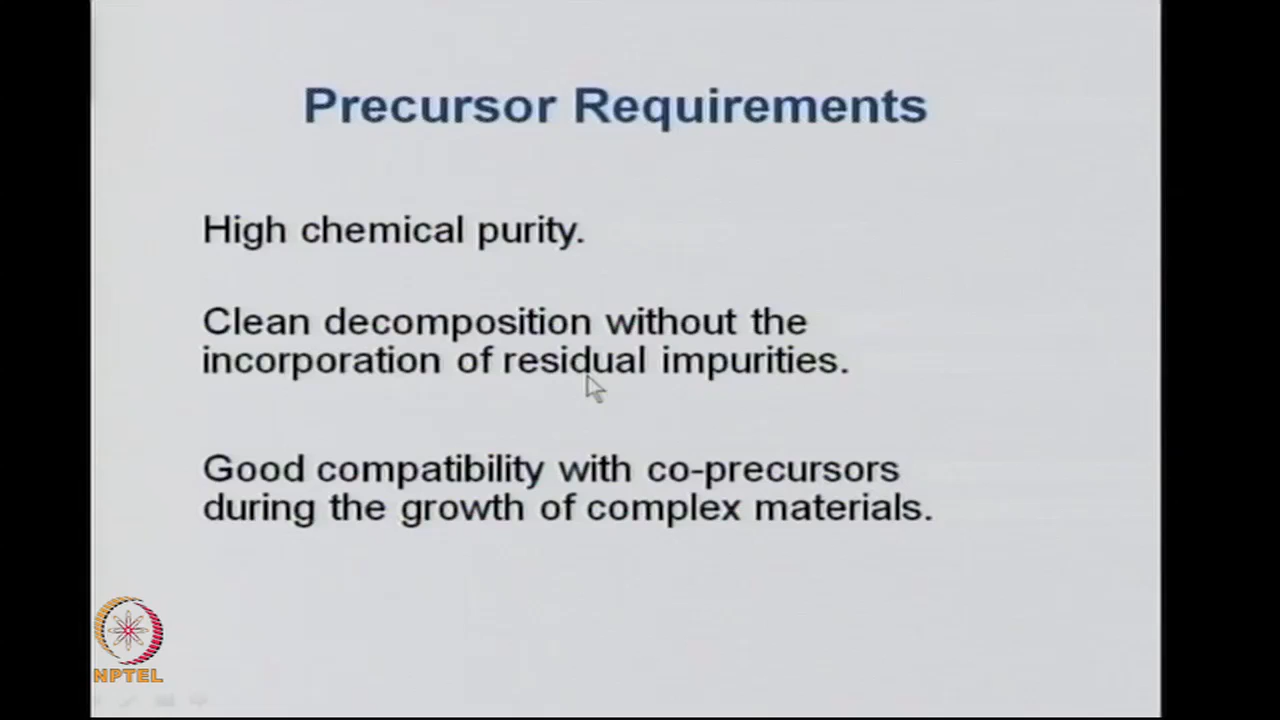 Precursor Requirements
High chemical purity.
Clean decomposition without the
incorporation of residual impurities.
Good compatibility with co-precursors
during the growth of complex materials.
NPTEL